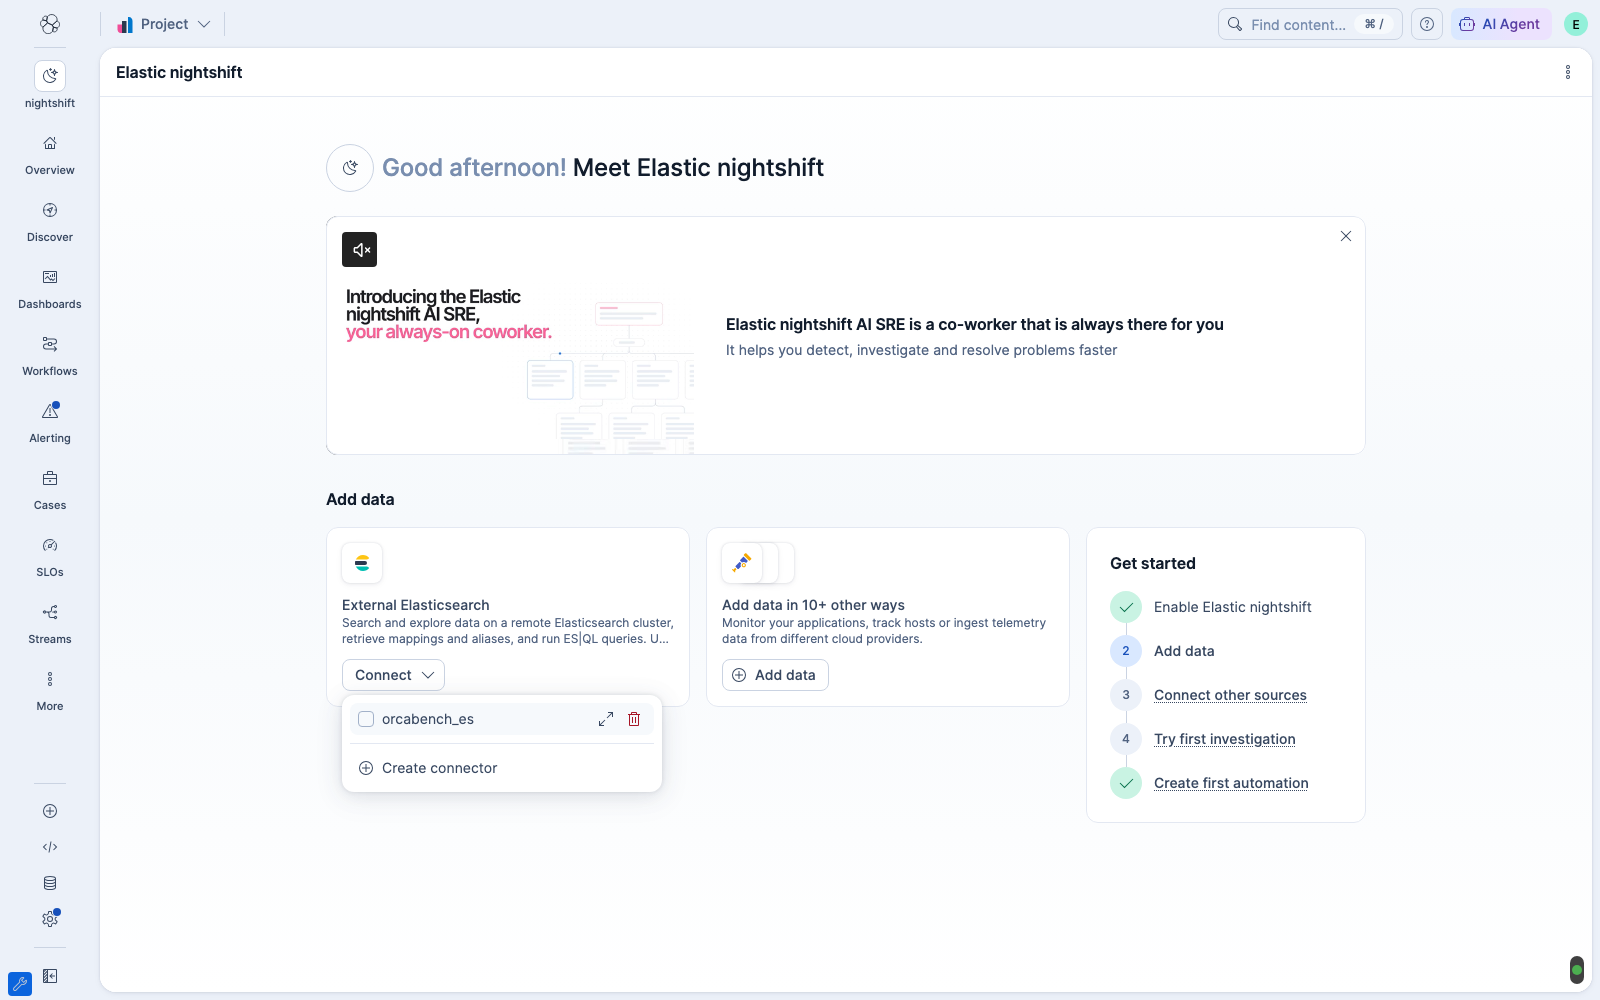 Project
Find content...
⌘ /
AI Agent
E
nightshift
Overview
Discover
Dashboards
Workflows
Alerting
Cases
SLOs
Streams
More
Elastic nightshift
Good afternoon! Meet Elastic nightshift
Introducing the Elastic
nightshift AI SRE,
your always-on coworker.
Elastic nightshift AI SRE is a co-worker that is always there for you
It helps you detect, investigate and resolve problems faster
Add data
External Elasticsearch
Search and explore data on a remote Elasticsearch cluster,
retrieve mappings and aliases, and run ES|QL queries. U...
Connect
orcabench_es
Create connector
Add data in 10+ other ways
Monitor your applications, track hosts or ingest telemetry
data from different cloud providers.
Add data
Get started
Enable Elastic nightshift
2 Add data
3 Connect other sources
4 Try first investigation
Create first automation